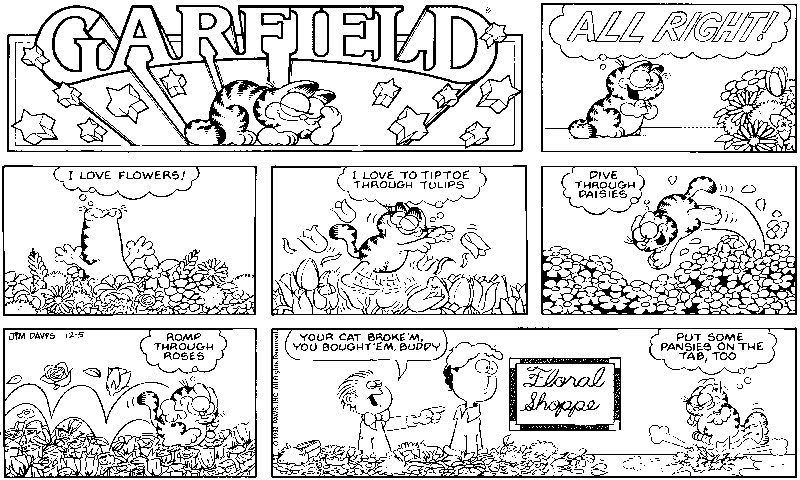 GARFIELD
ALL RIGHT!
I LOVE FLOWERS!
I LOVE TO TIPTOE
THROUGH TULIPS
DIVE
THROUGH
DAISIES
JIM DAVIS 12-5
ROMP
THROUGH
ROSES
YOUR CAT BROKE 'M,
YOU BOUGHT 'EM, BUDDY
Floral
Shoppe
PUT SOME
PANSIES ON THE
TAB, TOO